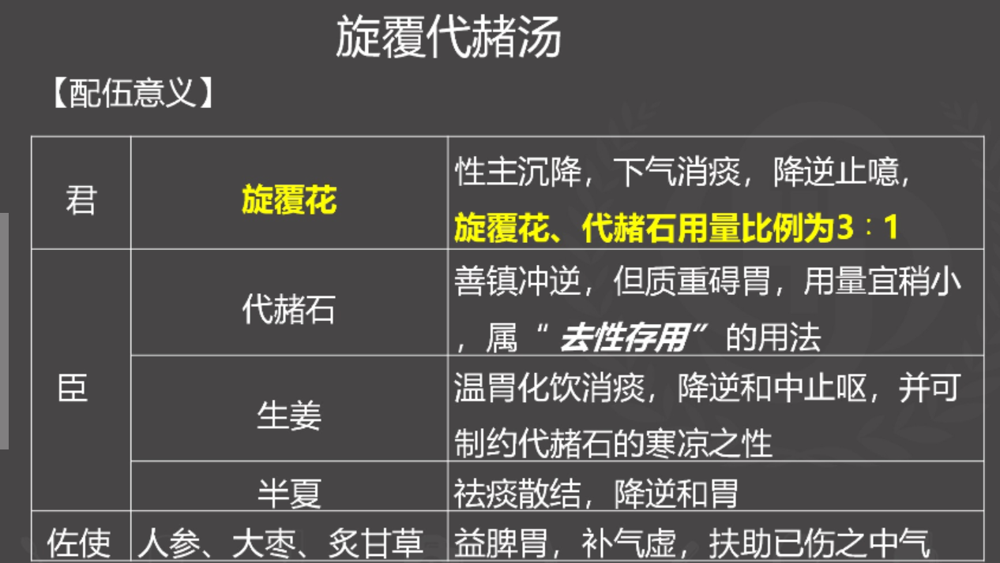 旋覆代赭汤
【配伍意义】
君
旋覆花
性主沉降，下气消痰，降逆止噫，
旋覆花、代赭石用量比例为3：1
臣
代赭石
善镇冲逆，但质重碍胃，用量宜稍小
，属“去性存用”的用法
生姜
温胃化饮消痰，降逆和中止呕，并可
制约代赭石的寒凉之性
半夏
祛痰散结，降逆和胃
佐使
人参、大枣、炙甘草
益脾胃，补气虚，扶助已伤之中气